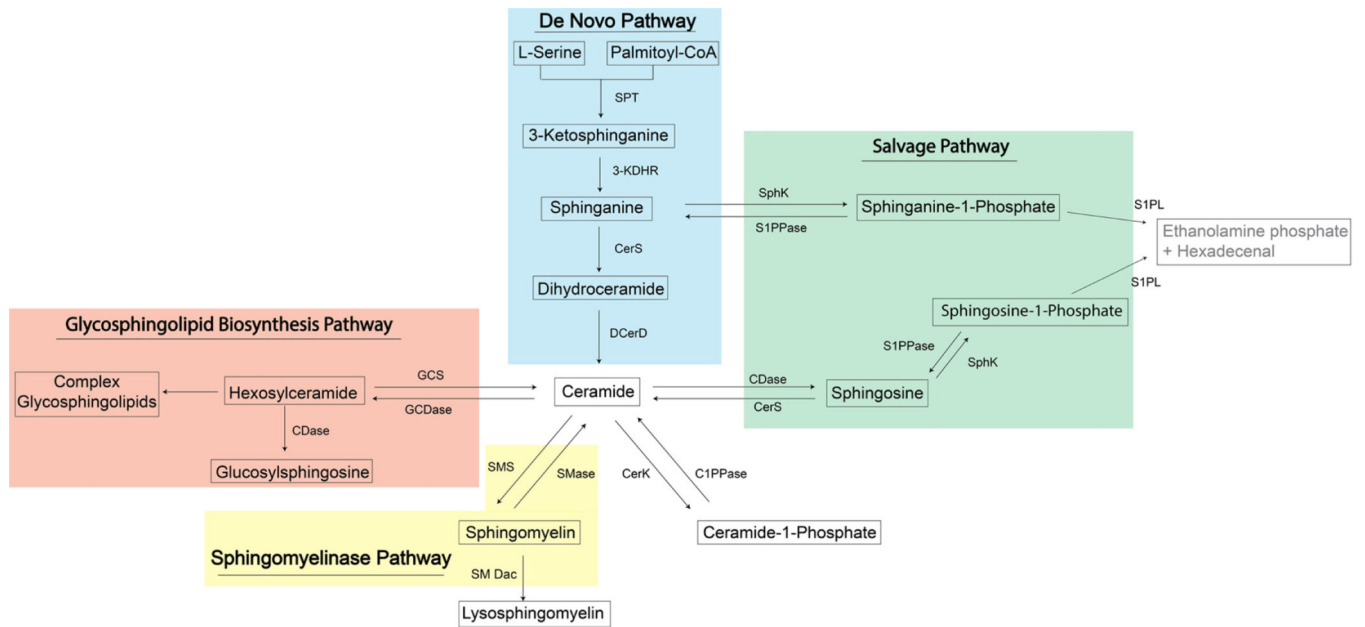 De Novo Pathway
L-Serine
Palmitoyl-CoA
SPT
3-Ketosphinganine
3-KDHR
Sphinganine
CerS
Dihydroceramide
DCerD
Salvage Pathway
SphK
S1PPase
Sphinganine-1-Phosphate
S1PL
Ethanolamine phosphate
+ Hexadecenal
S1PL
Sphingosine-1-Phosphate
S1PPase
SphK
Sphingosine
CDase
CerS
Glycosphingolipid Biosynthesis Pathway
Complex
Glycosphingolipids
Hexosylceramide
GCS
GCDase
CDase
Glucosylsphingosine
Ceramide
SMS
SMase
CerK
C1PPase
Sphingomyelin
Ceramide-1-Phosphate
Sphingomyelinase Pathway
SM Dac
Lysosphingomyelin